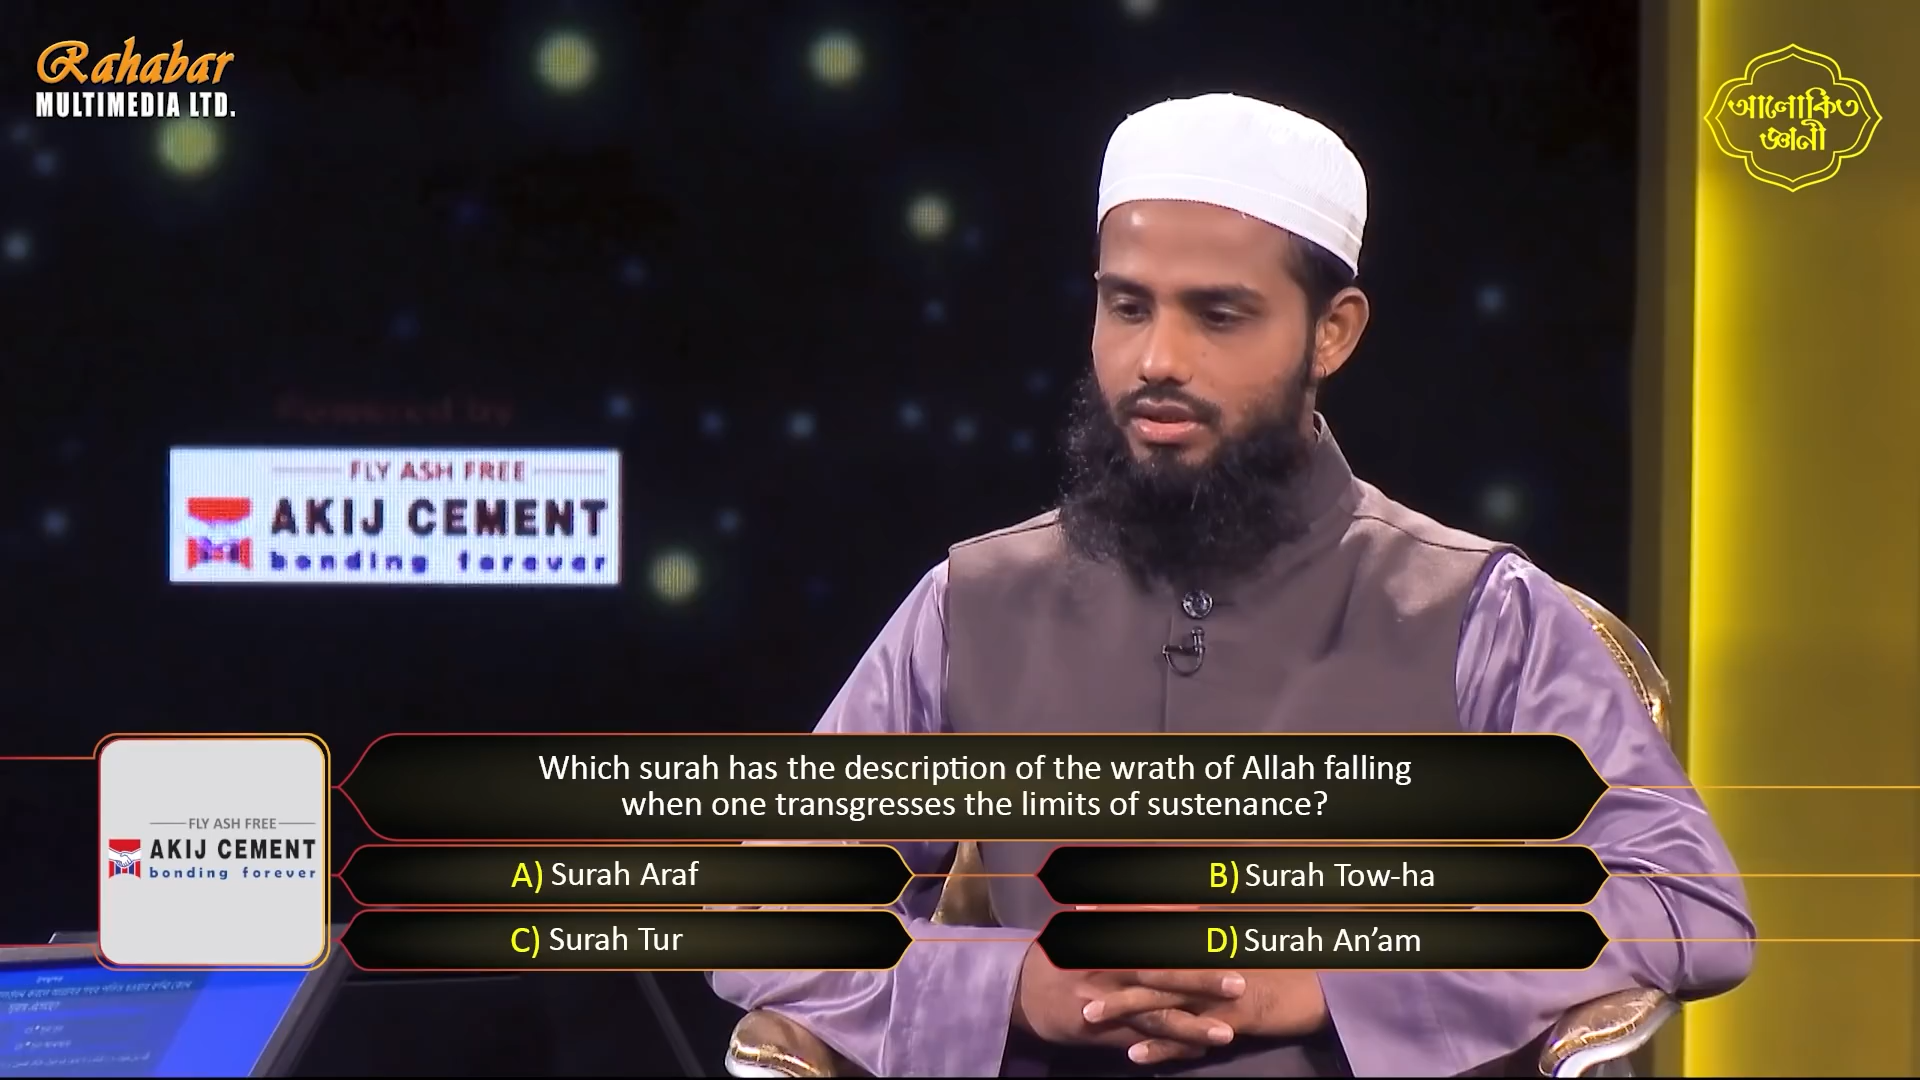 Rahabar
MULTIMEDIA LTD.
আলোকিত
জ্ঞানী
Powered by
FLY ASH FREE
AKIJ CEMENT
bonding forever
Which surah has the description of the wrath of Allah falling
when one transgresses the limits of sustenance?
FLY ASH FREE
AKIJ CEMENT
bonding forever
A) Surah Araf
B) Surah Tow-ha
C) Surah Tur
D) Surah An’am